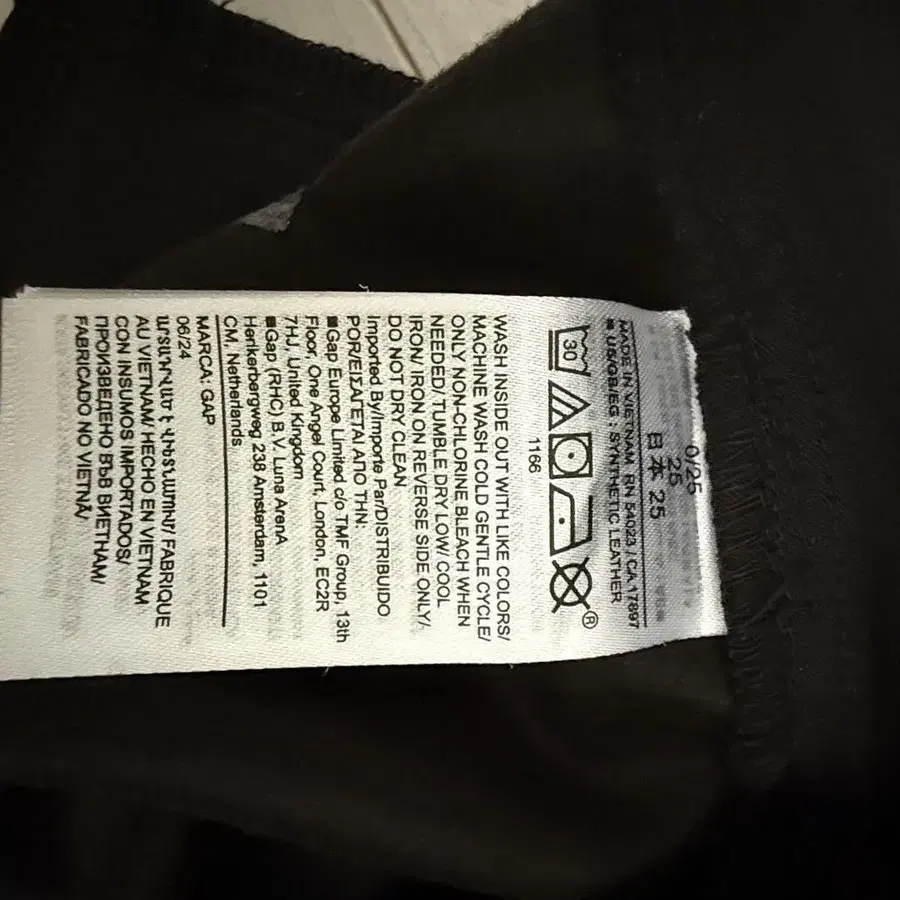 0/25
25
日本 25
MADE IN VIETNAM RN 54023 / CA 17897
■ US/GB/EG : SYNTHETIC LEATHER
30
®
1166
WASH INSIDE OUT WITH LIKE COLORS/
MACHINE WASH COLD GENTLE CYCLE/
ONLY NON-CHLORINE BLEACH WHEN
NEEDED/ TUMBLE DRY LOW/ COOL
IRON/ IRON ON REVERSE SIDE ONLY/
DO NOT DRY CLEAN
Imported By/Importe Par/DISTRIBUIDO
POR/ΕΙΣΑΓΕΤΑΙ ΑΠΟ ΤΗΝ:
■Gap Europe Limited c/o TMF Group, 13th
Floor, One Angel Court, London, EC2R
7HJ, United Kingdom
■Gap (RHC) B.V. Luna ArenA
Herikerbergweg 238 Amsterdam, 1101
CM, Netherlands
MARCA: GAP
06/24
ԱՐՏԱԴՐՎԱԾ Է ՎԻԵՏՆԱՄՈՒՄ/ FABRIQUE
AU VIETNAM/ HECHO EN VIETNAM
CON INSUMOS IMPORTADOS/
ПРОИЗВЕДЕНО ВЪВ ВИЕТНАМ/
FABRICADO NO VIETNÃ/